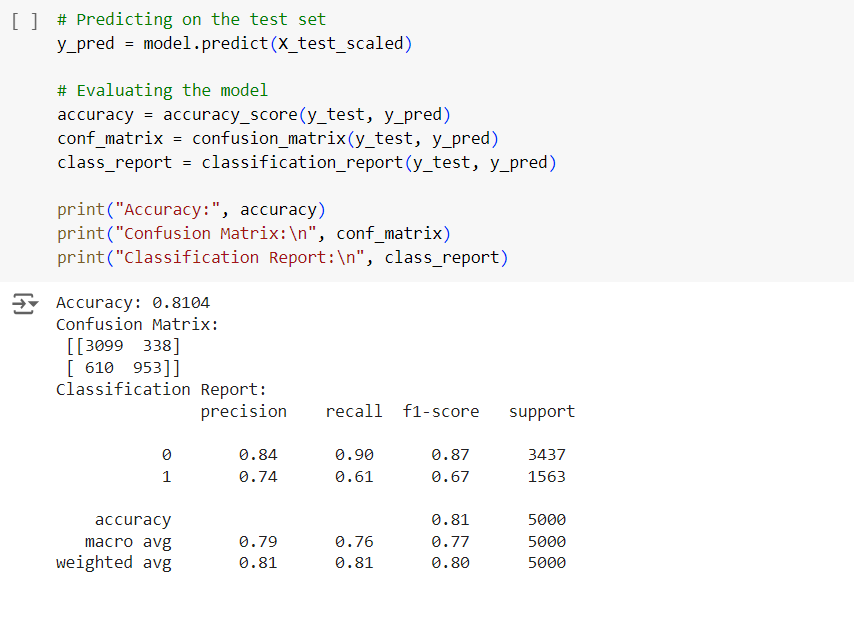 [ ] # Predicting on the test set
y_pred = model.predict(X_test_scaled)
# Evaluating the model
accuracy = accuracy_score(y_test, y_pred)
conf_matrix = confusion_matrix(y_test, y_pred)
class_report = classification_report(y_test, y_pred)
print("Accuracy:", accuracy)
print("Confusion Matrix:\n", conf_matrix)
print("Classification Report:\n", class_report)
Accuracy: 0.8104
Confusion Matrix:
[[3099 338]
[ 610 953]]
Classification Report:
precision recall f1-score support
0 0.84 0.90 0.87 3437
1 0.74 0.61 0.67 1563
accuracy 0.81 5000
macro avg 0.79 0.76 0.77 5000
weighted avg 0.81 0.81 0.80 5000